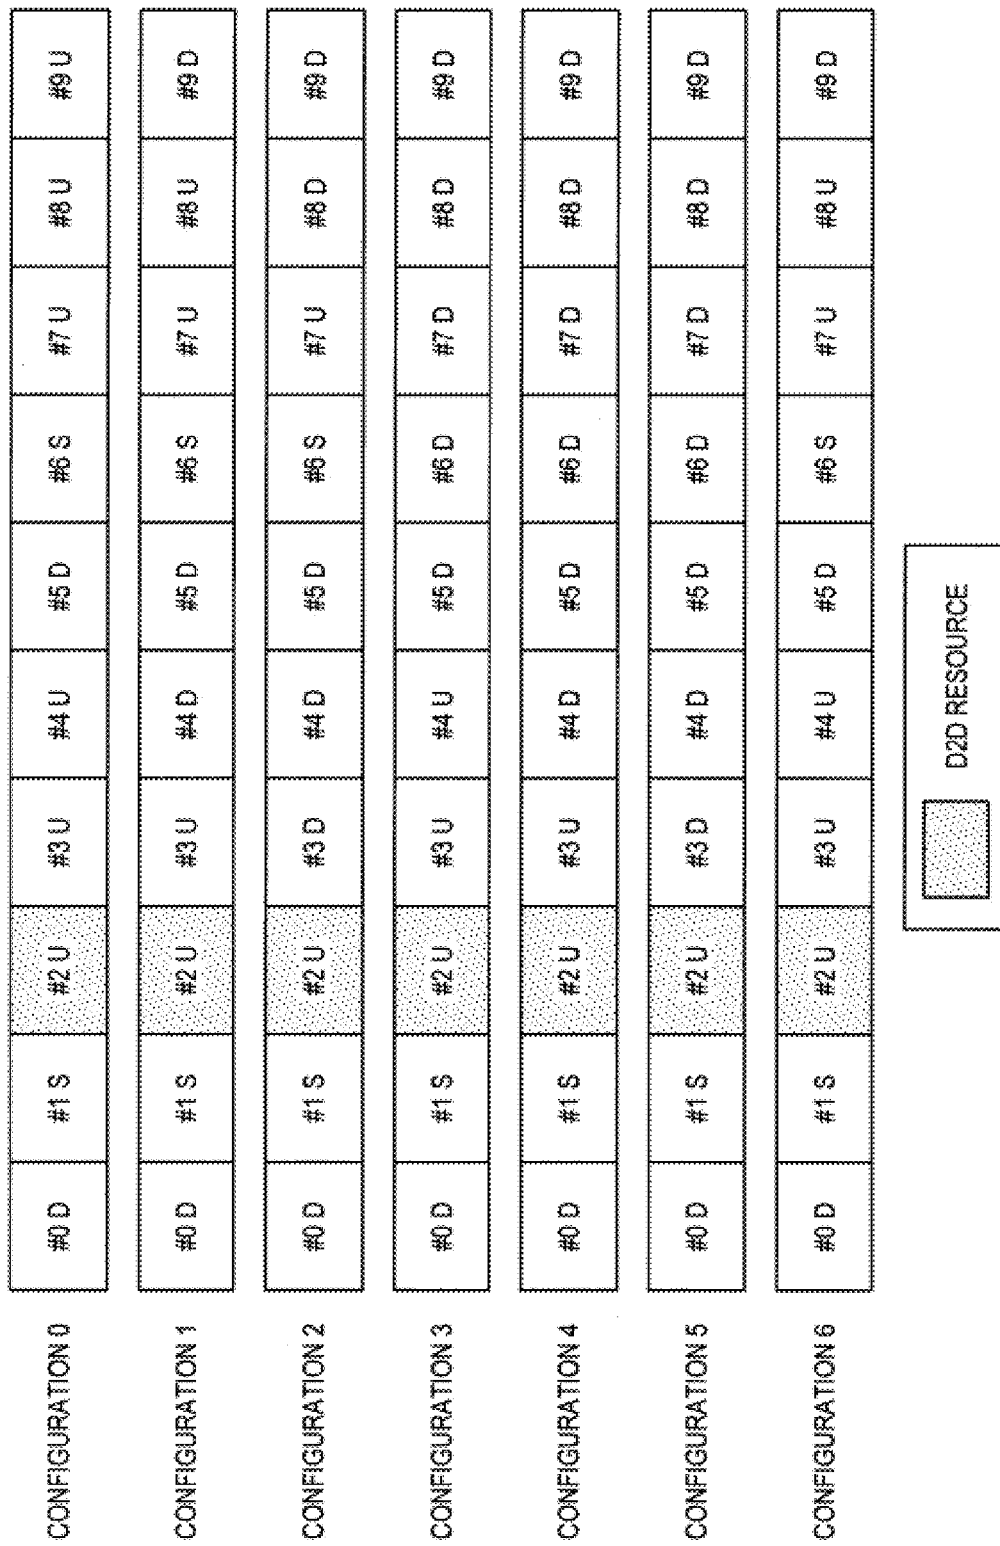 CONFIGURATION 0 #0 D #1 S #2 U #3 U #4 U #5 D #6 S #7 U #8 U #9 U
CONFIGURATION 1 #0 D #1 S #2 U #3 U #4 D #5 D #6 S #7 U #8 U #9 D
CONFIGURATION 2 #0 D #1 S #2 U #3 D #4 D #5 D #6 S #7 U #8 D #9 D
CONFIGURATION 3 #0 D #1 S #2 U #3 U #4 U #5 D #6 D #7 D #8 D #9 D
CONFIGURATION 4 #0 D #1 S #2 U #3 U #4 D #5 D #6 D #7 D #8 D #9 D
CONFIGURATION 5 #0 D #1 S #2 U #3 D #4 D #5 D #6 D #7 D #8 D #9 D
CONFIGURATION 6 #0 D #1 S #2 U #3 U #4 U #5 D #6 S #7 U #8 U #9 D
D2D RESOURCE